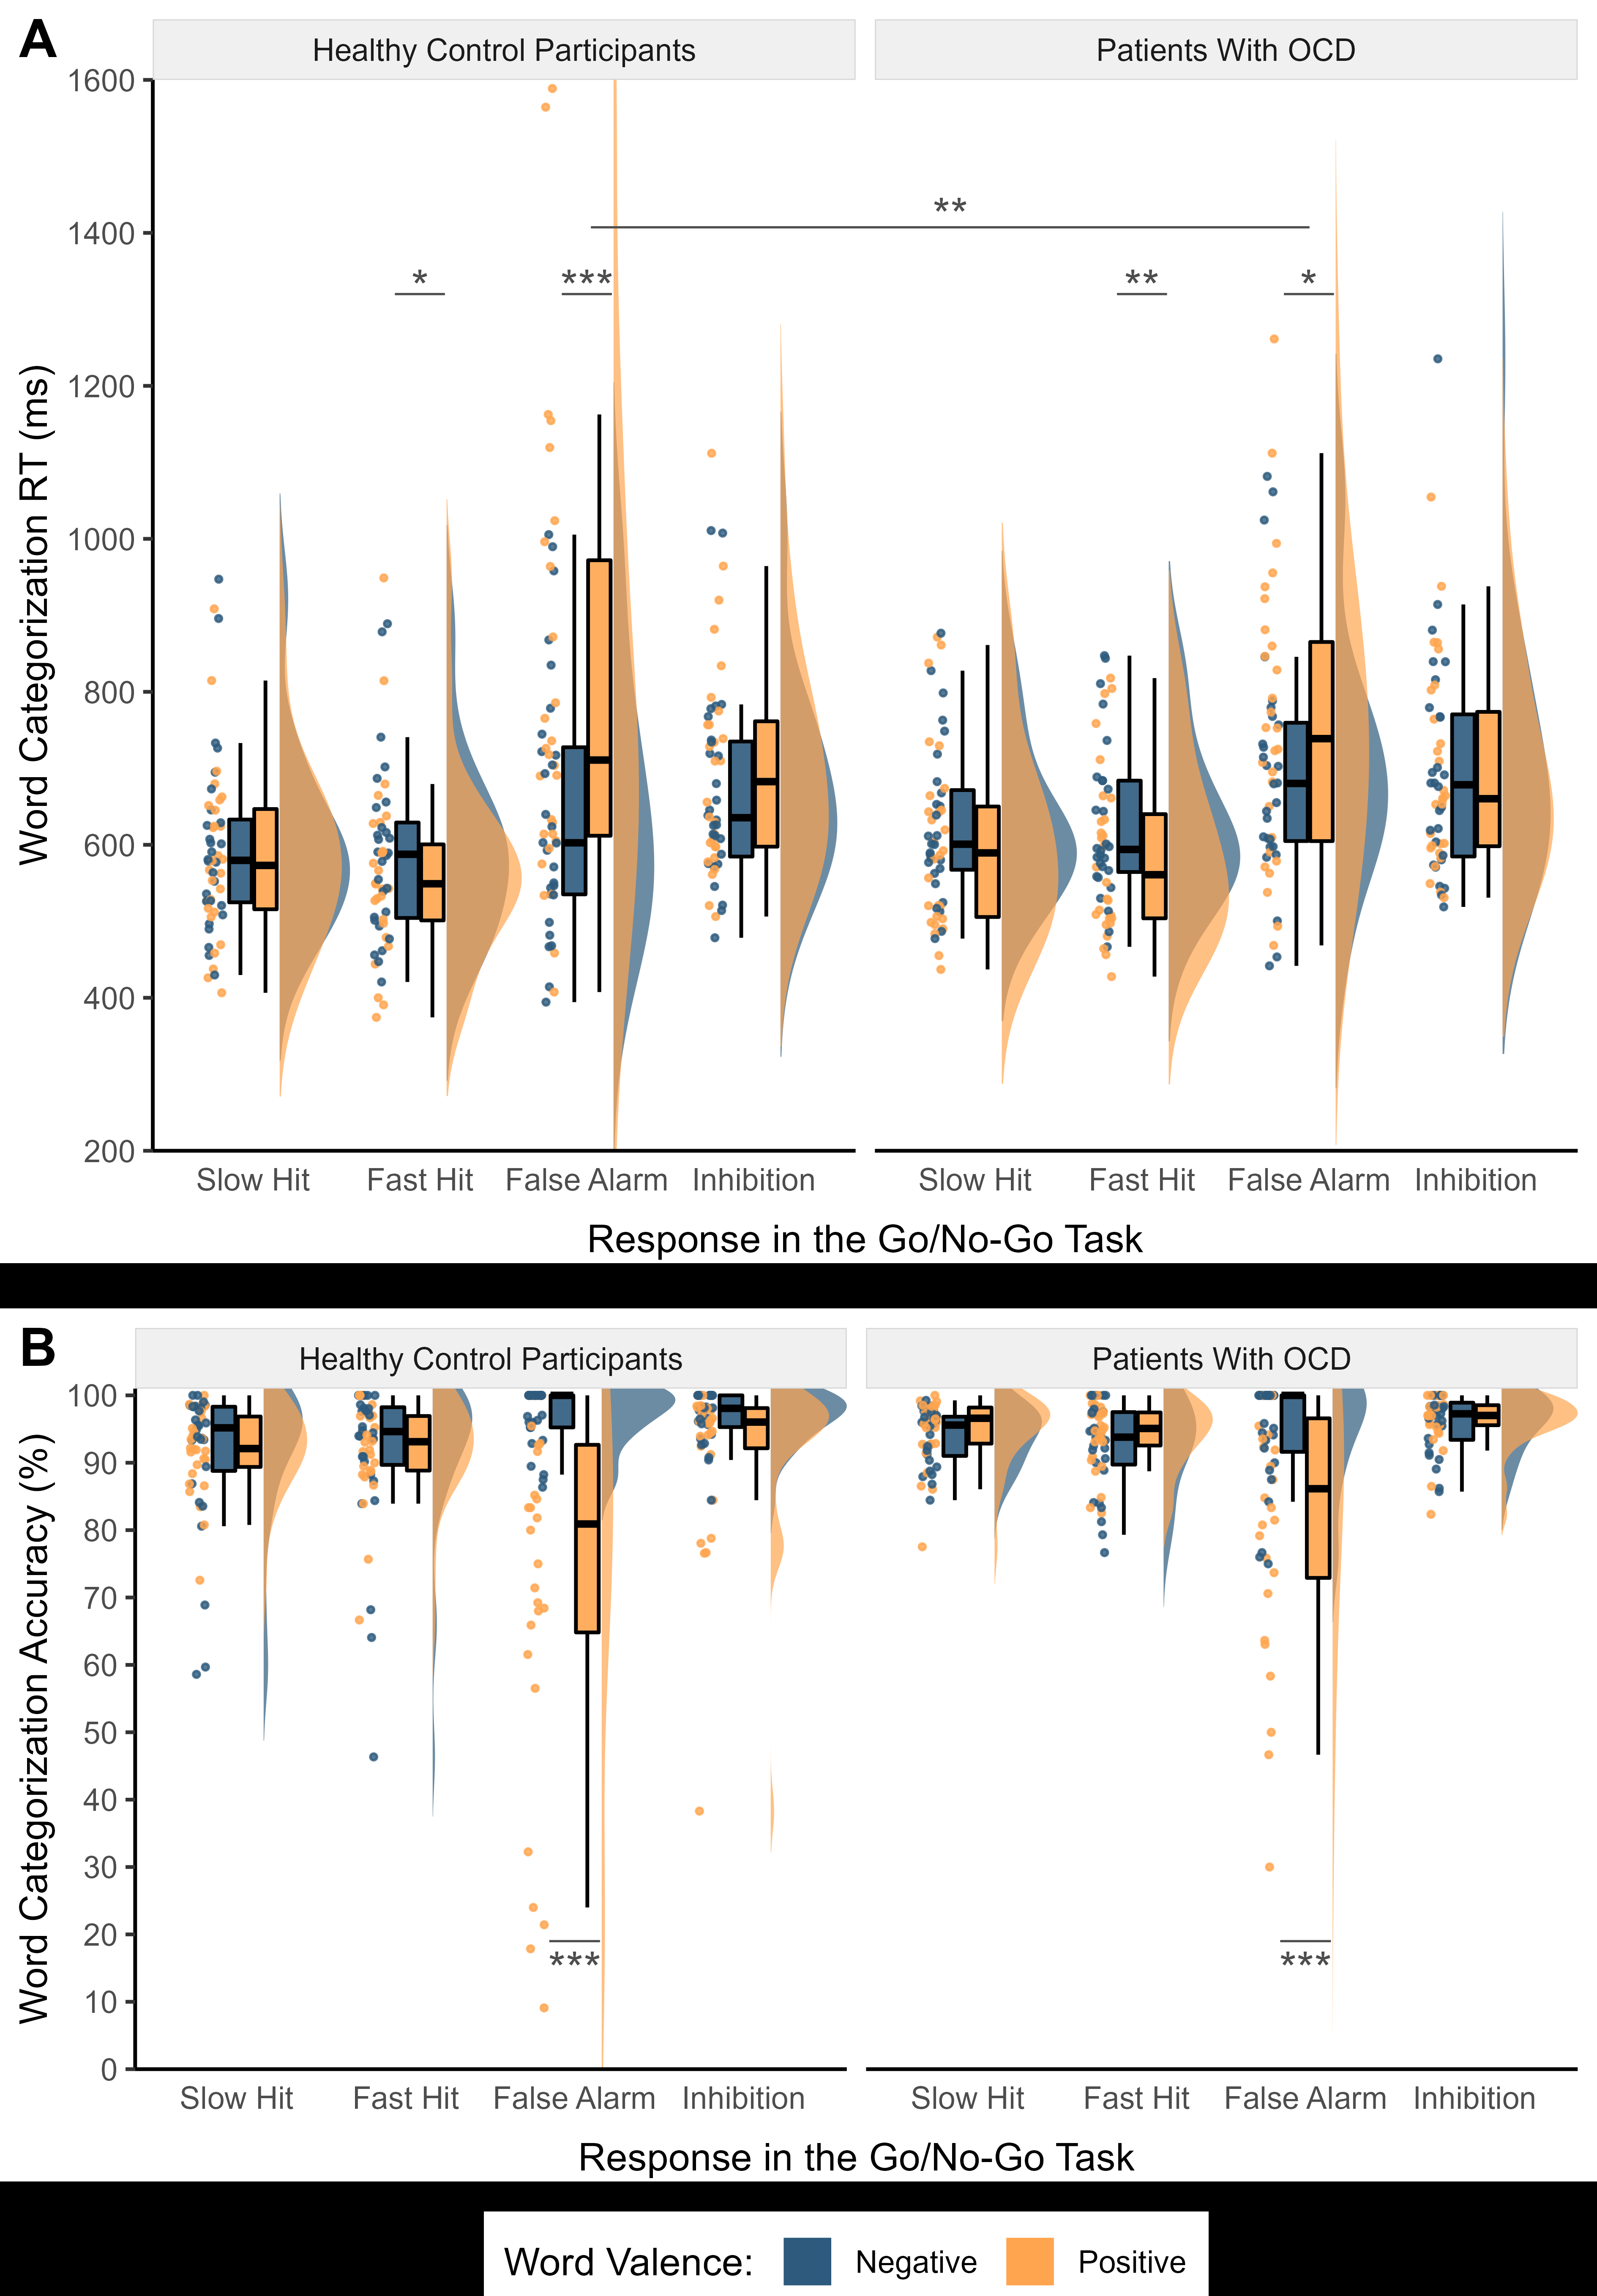 A
Healthy Control Participants
Patients With OCD
Word Categorization RT (ms)
1600
1400
1200
1000
800
600
400
200
**
*
***
**
*
Slow Hit
Fast Hit
False Alarm
Inhibition
Slow Hit
Fast Hit
False Alarm
Inhibition
Response in the Go/No-Go Task
B
Healthy Control Participants
Patients With OCD
Word Categorization Accuracy (%)
100
90
80
70
60
50
40
30
20
10
0
***
***
Slow Hit
Fast Hit
False Alarm
Inhibition
Slow Hit
Fast Hit
False Alarm
Inhibition
Response in the Go/No-Go Task
Word Valence:
Negative
Positive